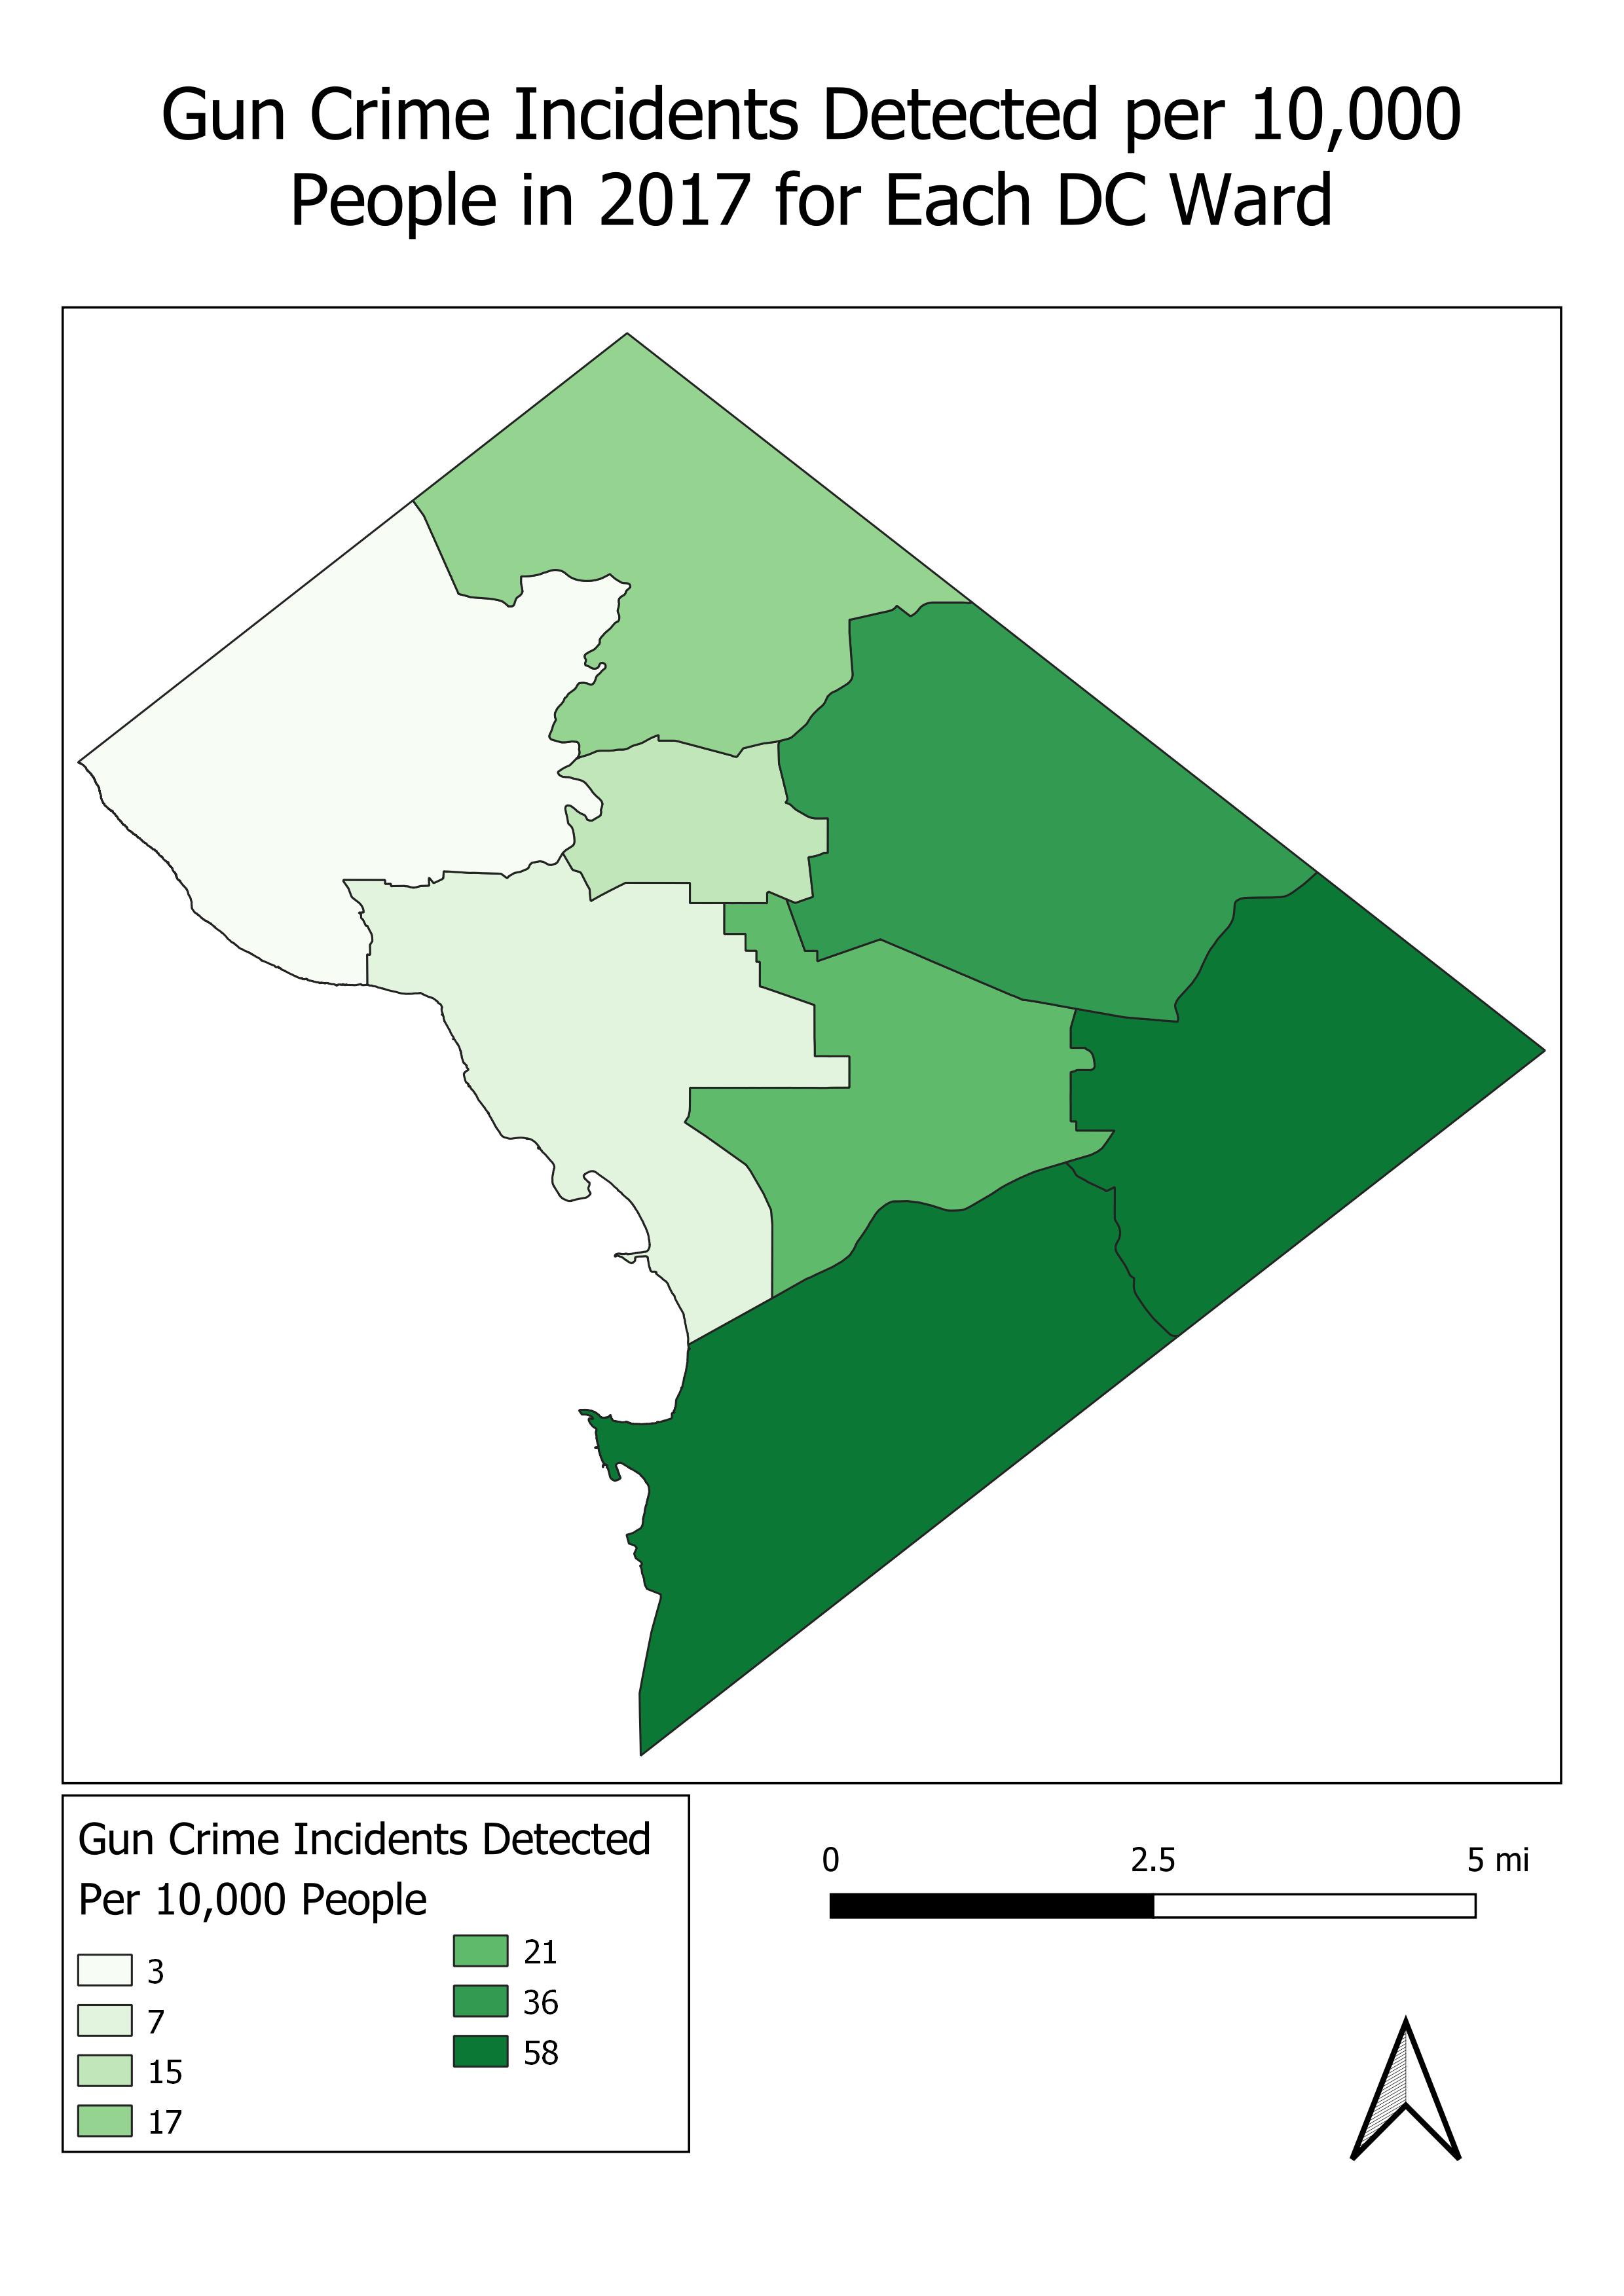 Gun Crime Incidents Detected per 10,000
People in 2017 for Each DC Ward
Gun Crime Incidents Detected
Per 10,000 People
3
7
15
17
21
36
58
0 2.5 5 mi